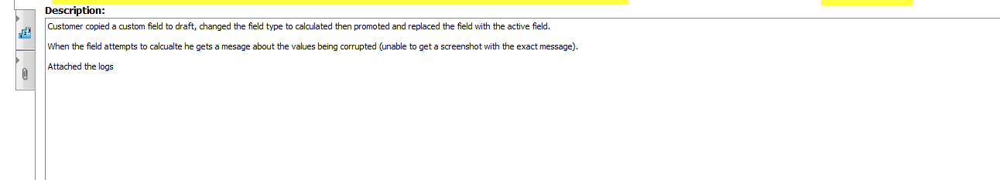 Description:
Customer copied a custom field to draft, changed the field type to calculated then promoted and replaced the field with the active field.
When the field attempts to calcualte he gets a mesage about the values being corrupted (unable to get a screenshot with the exact message).
Attached the logs